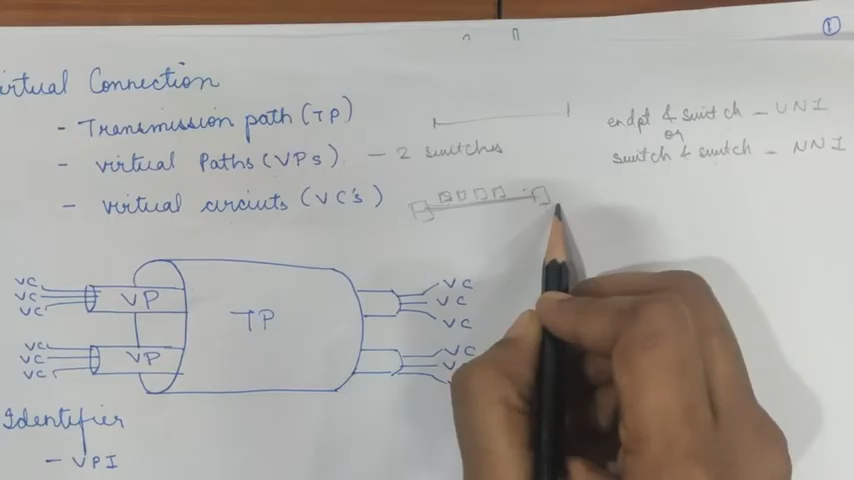 ①
irtual Connection
- Transmission path (TP)
endpt & switch - UNI
or
- virtual Paths (VPs) - 2 switches
switch & switch - NNI
- virtual circiuts (VC's)
VC
VC
VC
VP
TP
VC
VC
VC
VC
VC
VC
VP
VC
Identifier
- VPI